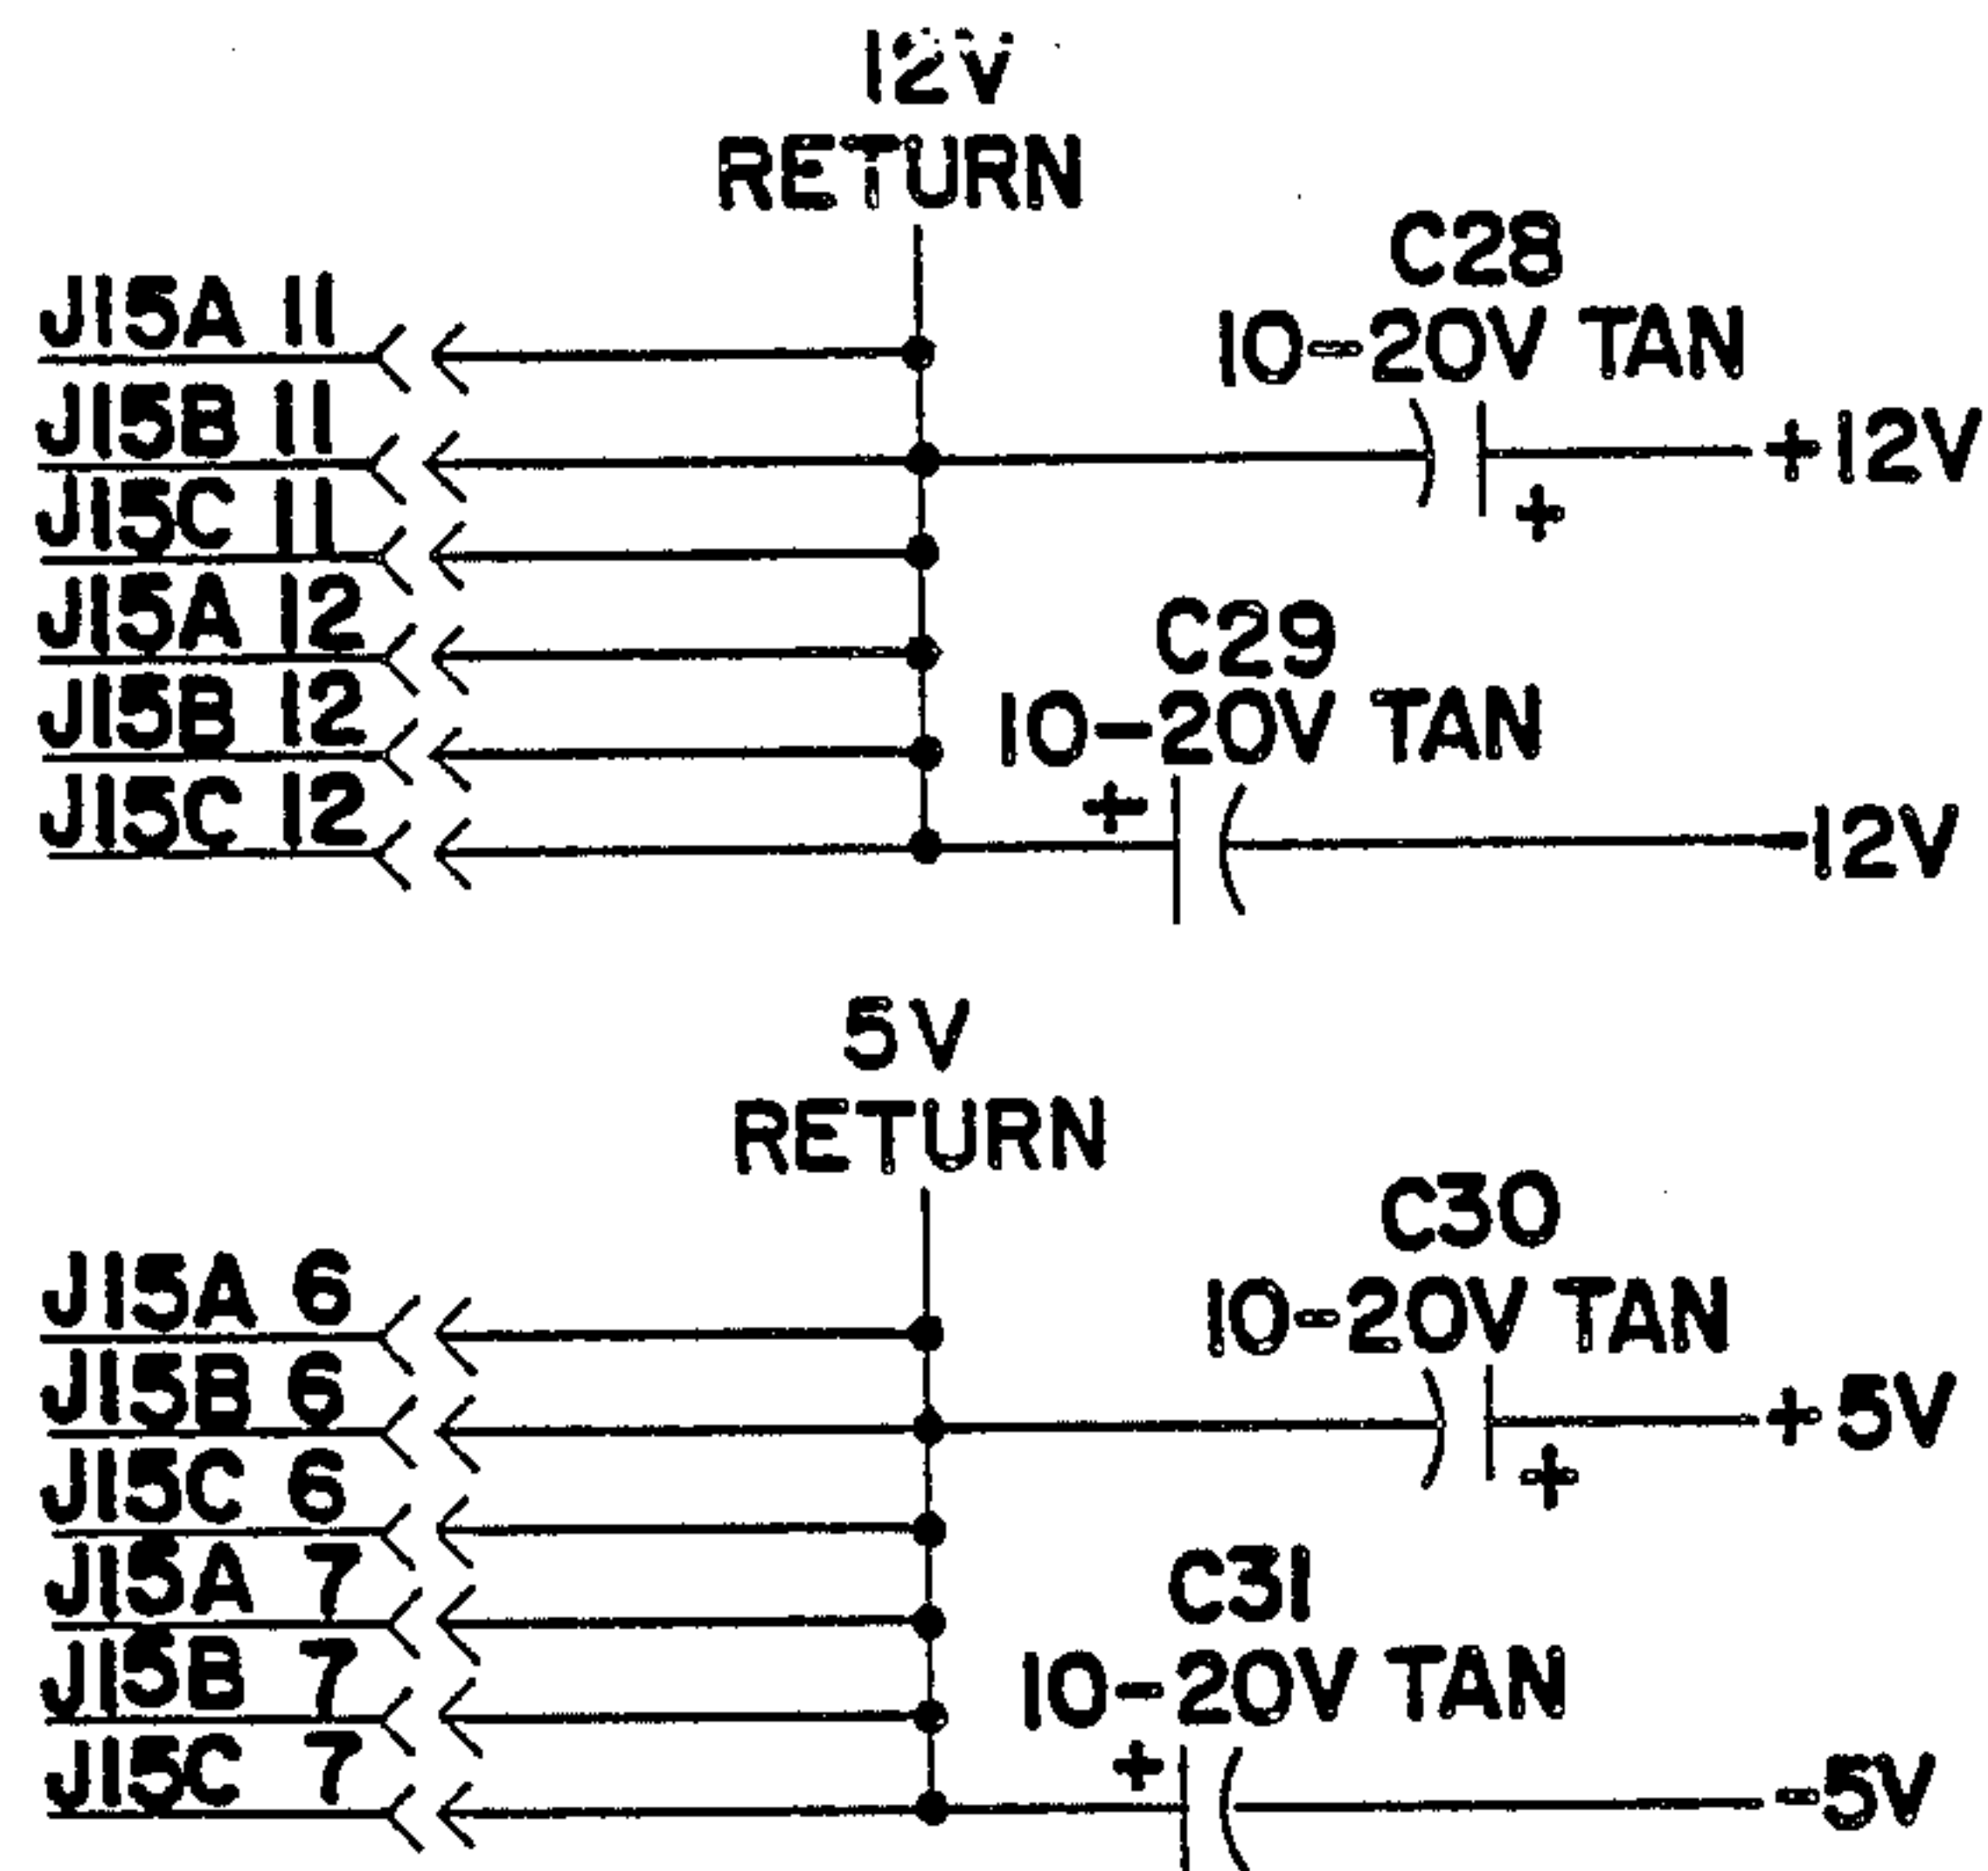 12V
RETURN
C28
10-20V TAN
+12V
+
J15A 11
J15B 11
J15C 11
J15A 12
J15B 12
J15C 12
C29
10-20V TAN
+
-12V
5V
RETURN
C30
10-20V TAN
+5V
+
J15A 6
J15B 6
J15C 6
J15A 7
J15B 7
J15C 7
C31
10-20V TAN
+
-5V